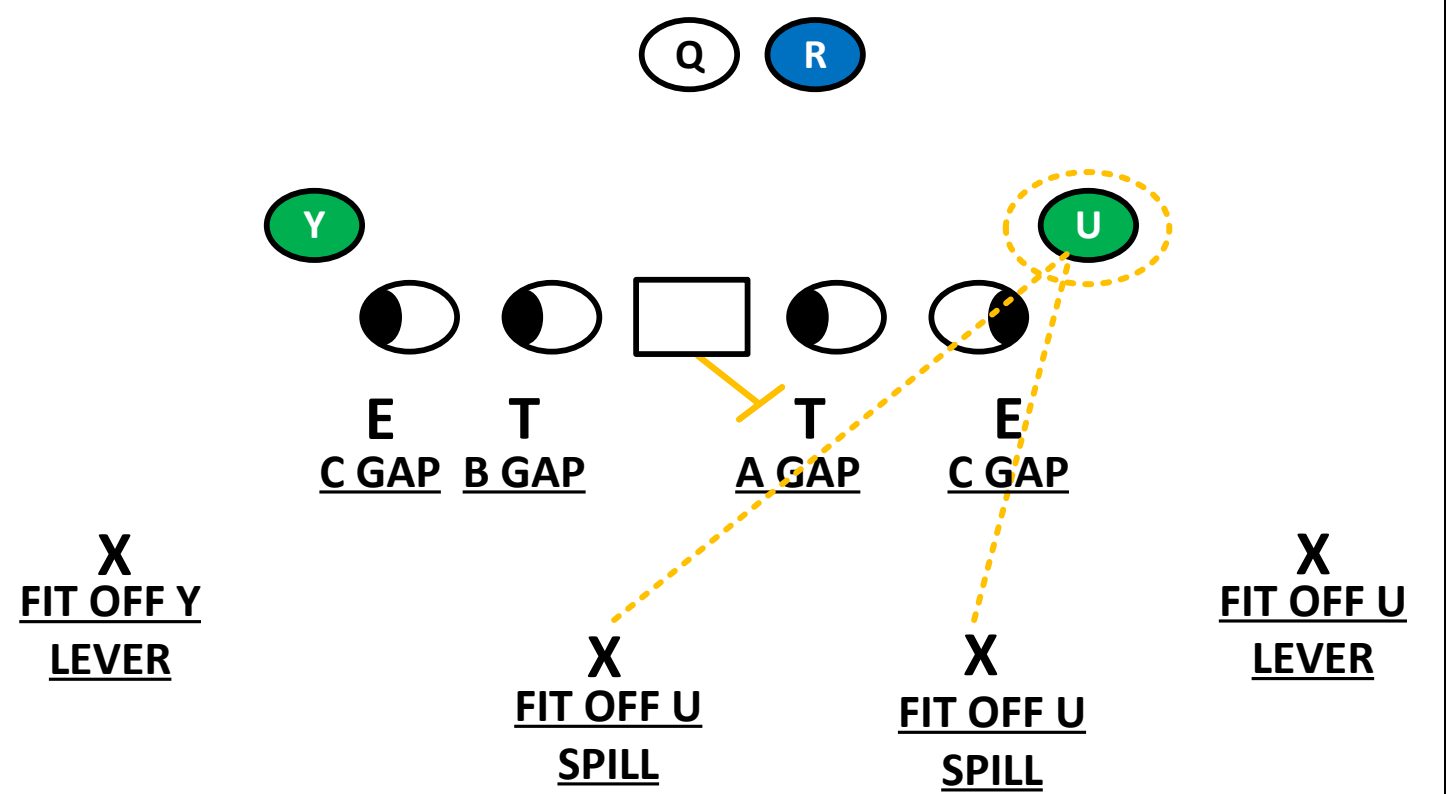 Q R
Y U
E T T E
C GAP B GAP A GAP C GAP
X X
FIT OFF Y FIT OFF U
LEVER LEVER
X X
FIT OFF U FIT OFF U
SPILL SPILL